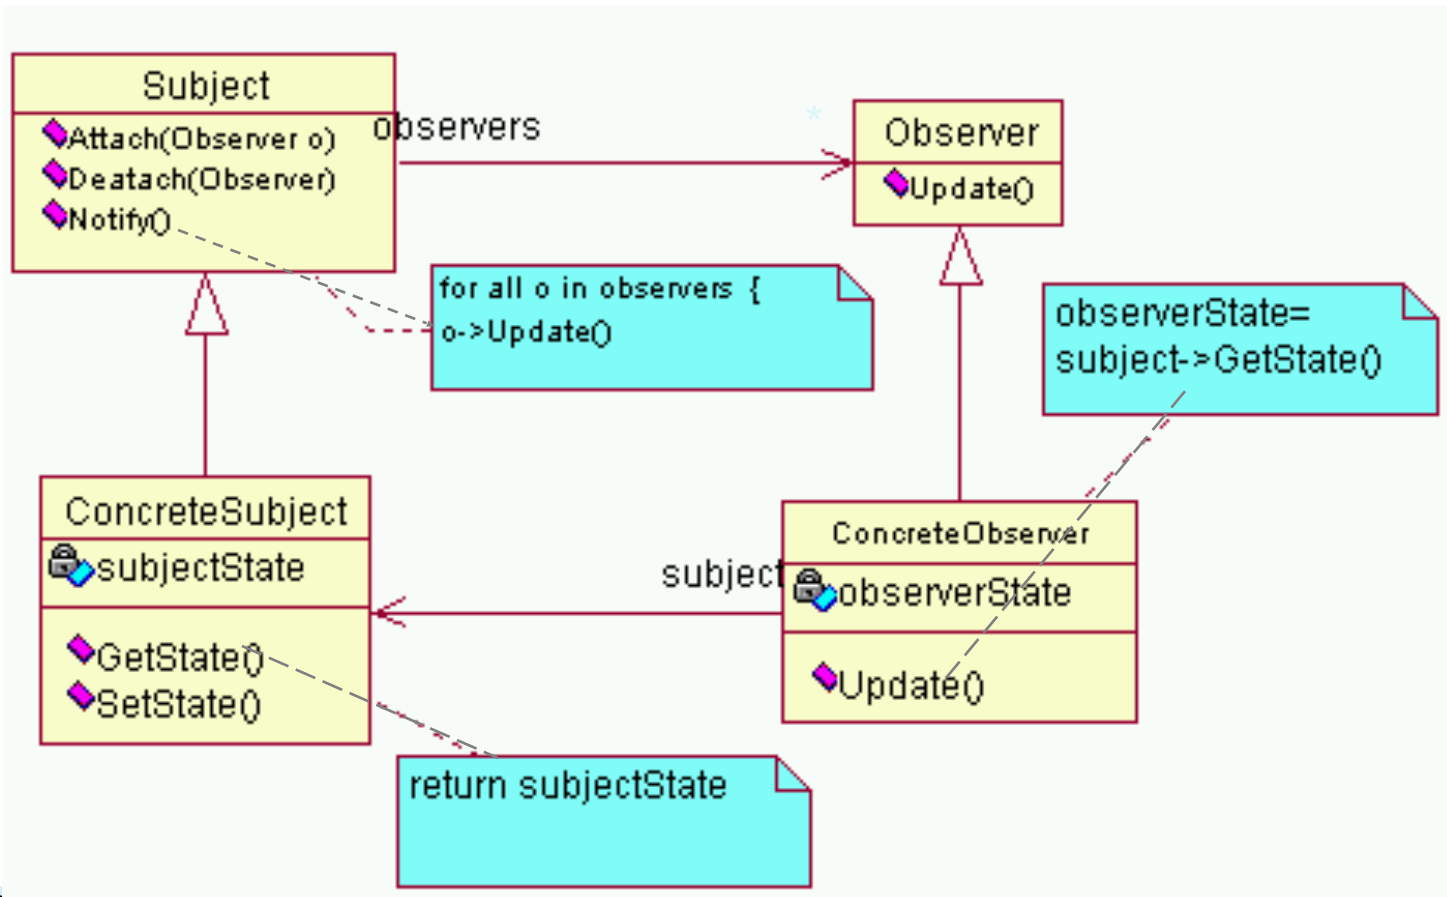 Subject
Attach(Observer o)
Deatach(Observer)
Notify()
observers
*
Observer
Update()
for all o in observers {
o->Update()
observerState=
subject->GetState()
ConcreteSubject
subjectState
GetState()
SetState()
subject
ConcreteObserver
observerState
Update()
return subjectState